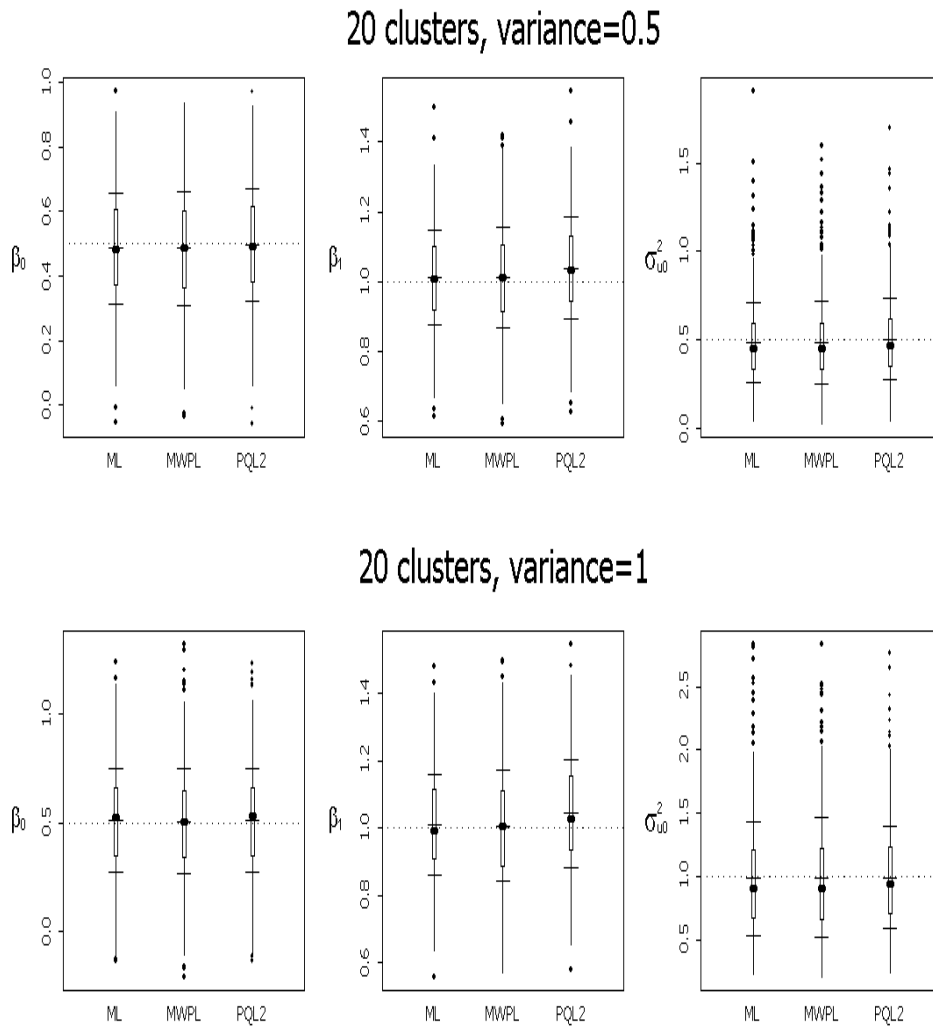 20 clusters, variance=0.5
β₀
1.0
0.8
0.6
0.4
0.2
0.0
ML MWPL PQL2
β₁
1.4
1.2
1.0
0.8
0.6
ML MWPL PQL2
σ²ᵤ₀
1.5
1.0
0.5
0.0
ML MWPL PQL2
20 clusters, variance=1
β₀
1.0
0.5
0.0
ML MWPL PQL2
β₁
1.4
1.2
1.0
0.8
0.6
ML MWPL PQL2
σ²ᵤ₀
2.5
2.0
1.5
1.0
0.5
ML MWPL PQL2